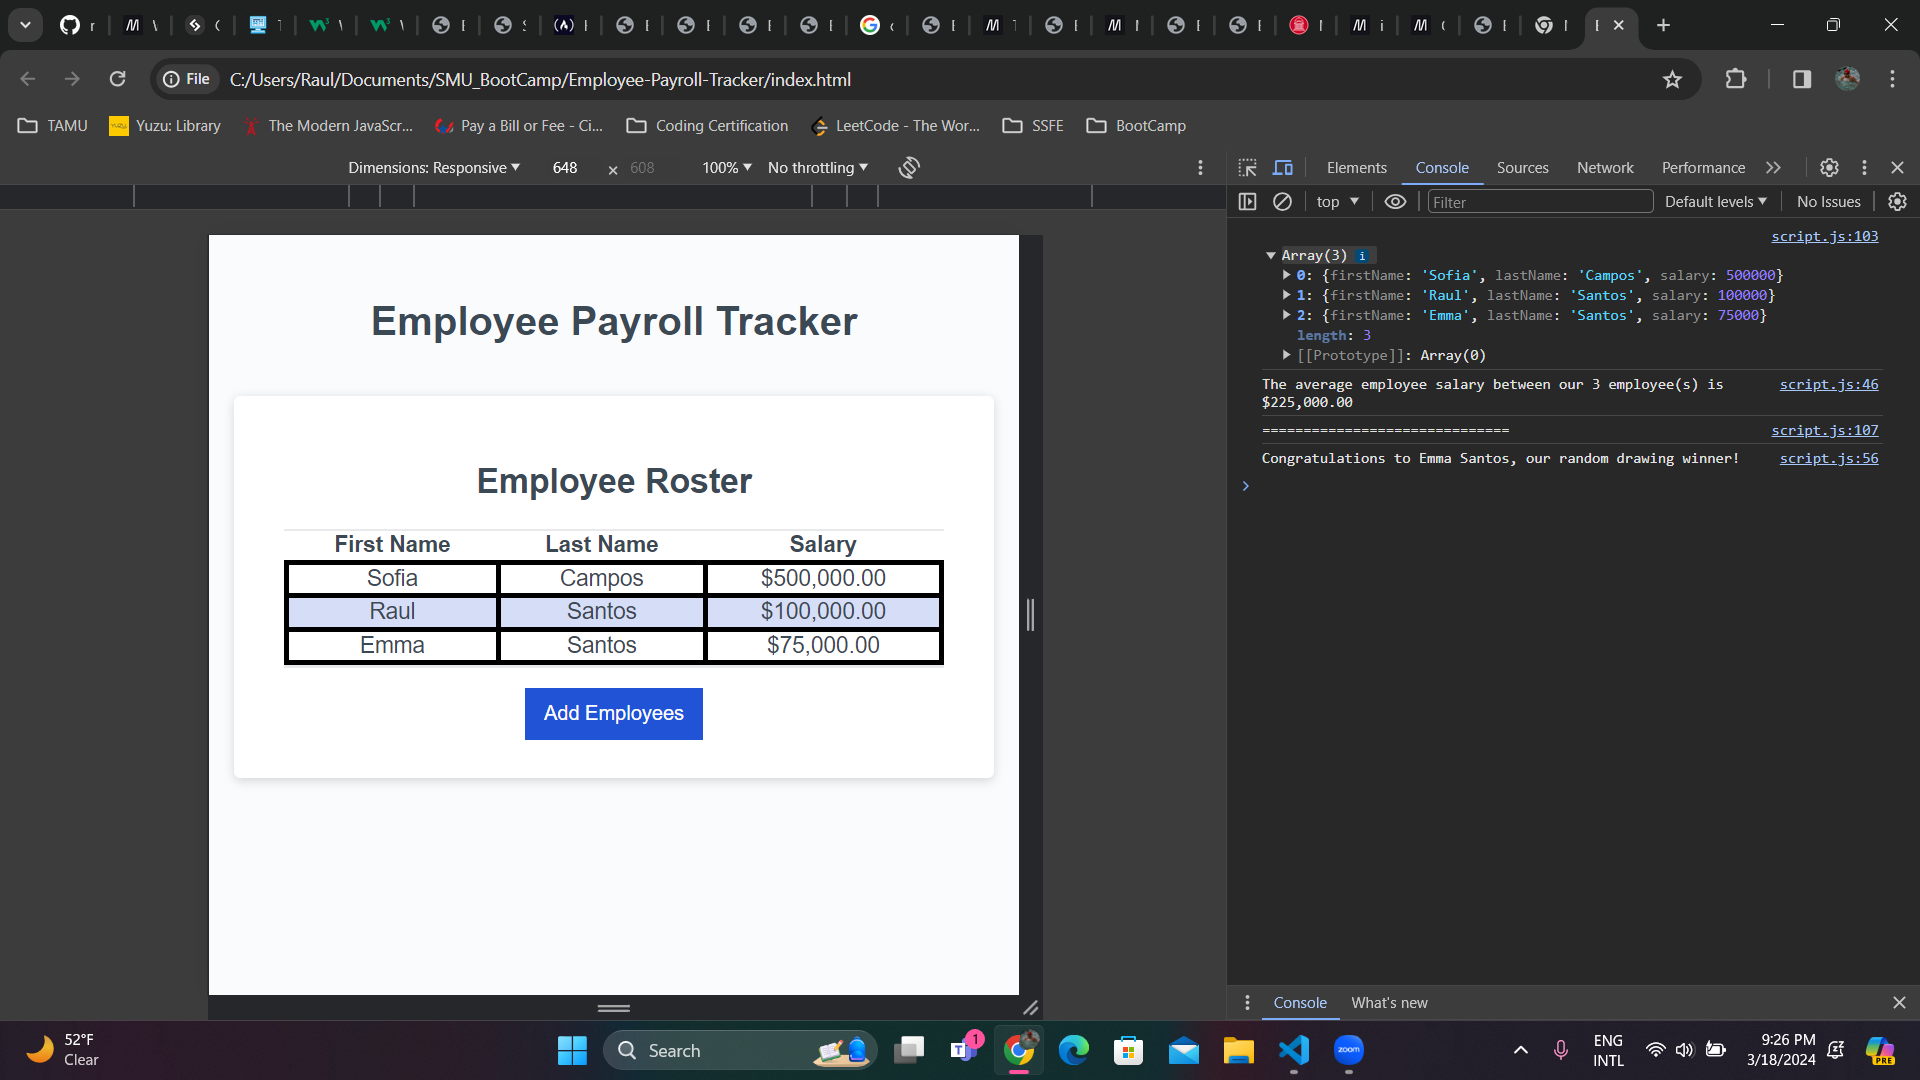 File C:/Users/Raul/Documents/SMU_BootCamp/Employee-Payroll-Tracker/index.html
TAMU Yuzu: Library The Modern JavaScr... Pay a Bill or Fee - Ci... Coding Certification LeetCode - The Wor... SSFE BootCamp
Dimensions: Responsive 648 × 608 100% No throttling
Elements Console Sources Network Performance
top Filter Default levels No Issues
Employee Payroll Tracker
Employee Roster
First Name Last Name Salary
Sofia Campos $500,000.00
Raul Santos $100,000.00
Emma Santos $75,000.00
Add Employees
script.js:103
Array(3) i
0: {firstName: 'Sofia', lastName: 'Campos', salary: 500000}
1: {firstName: 'Raul', lastName: 'Santos', salary: 100000}
2: {firstName: 'Emma', lastName: 'Santos', salary: 75000}
length: 3
[[Prototype]]: Array(0)
The average employee salary between our 3 employee(s) is script.js:46
$225,000.00
============================== script.js:107
Congratulations to Emma Santos, our random drawing winner! script.js:56
Console What's new
52°F
Clear
Search
1
zoom
ENG
INTL
9:26 PM
3/18/2024
PRE